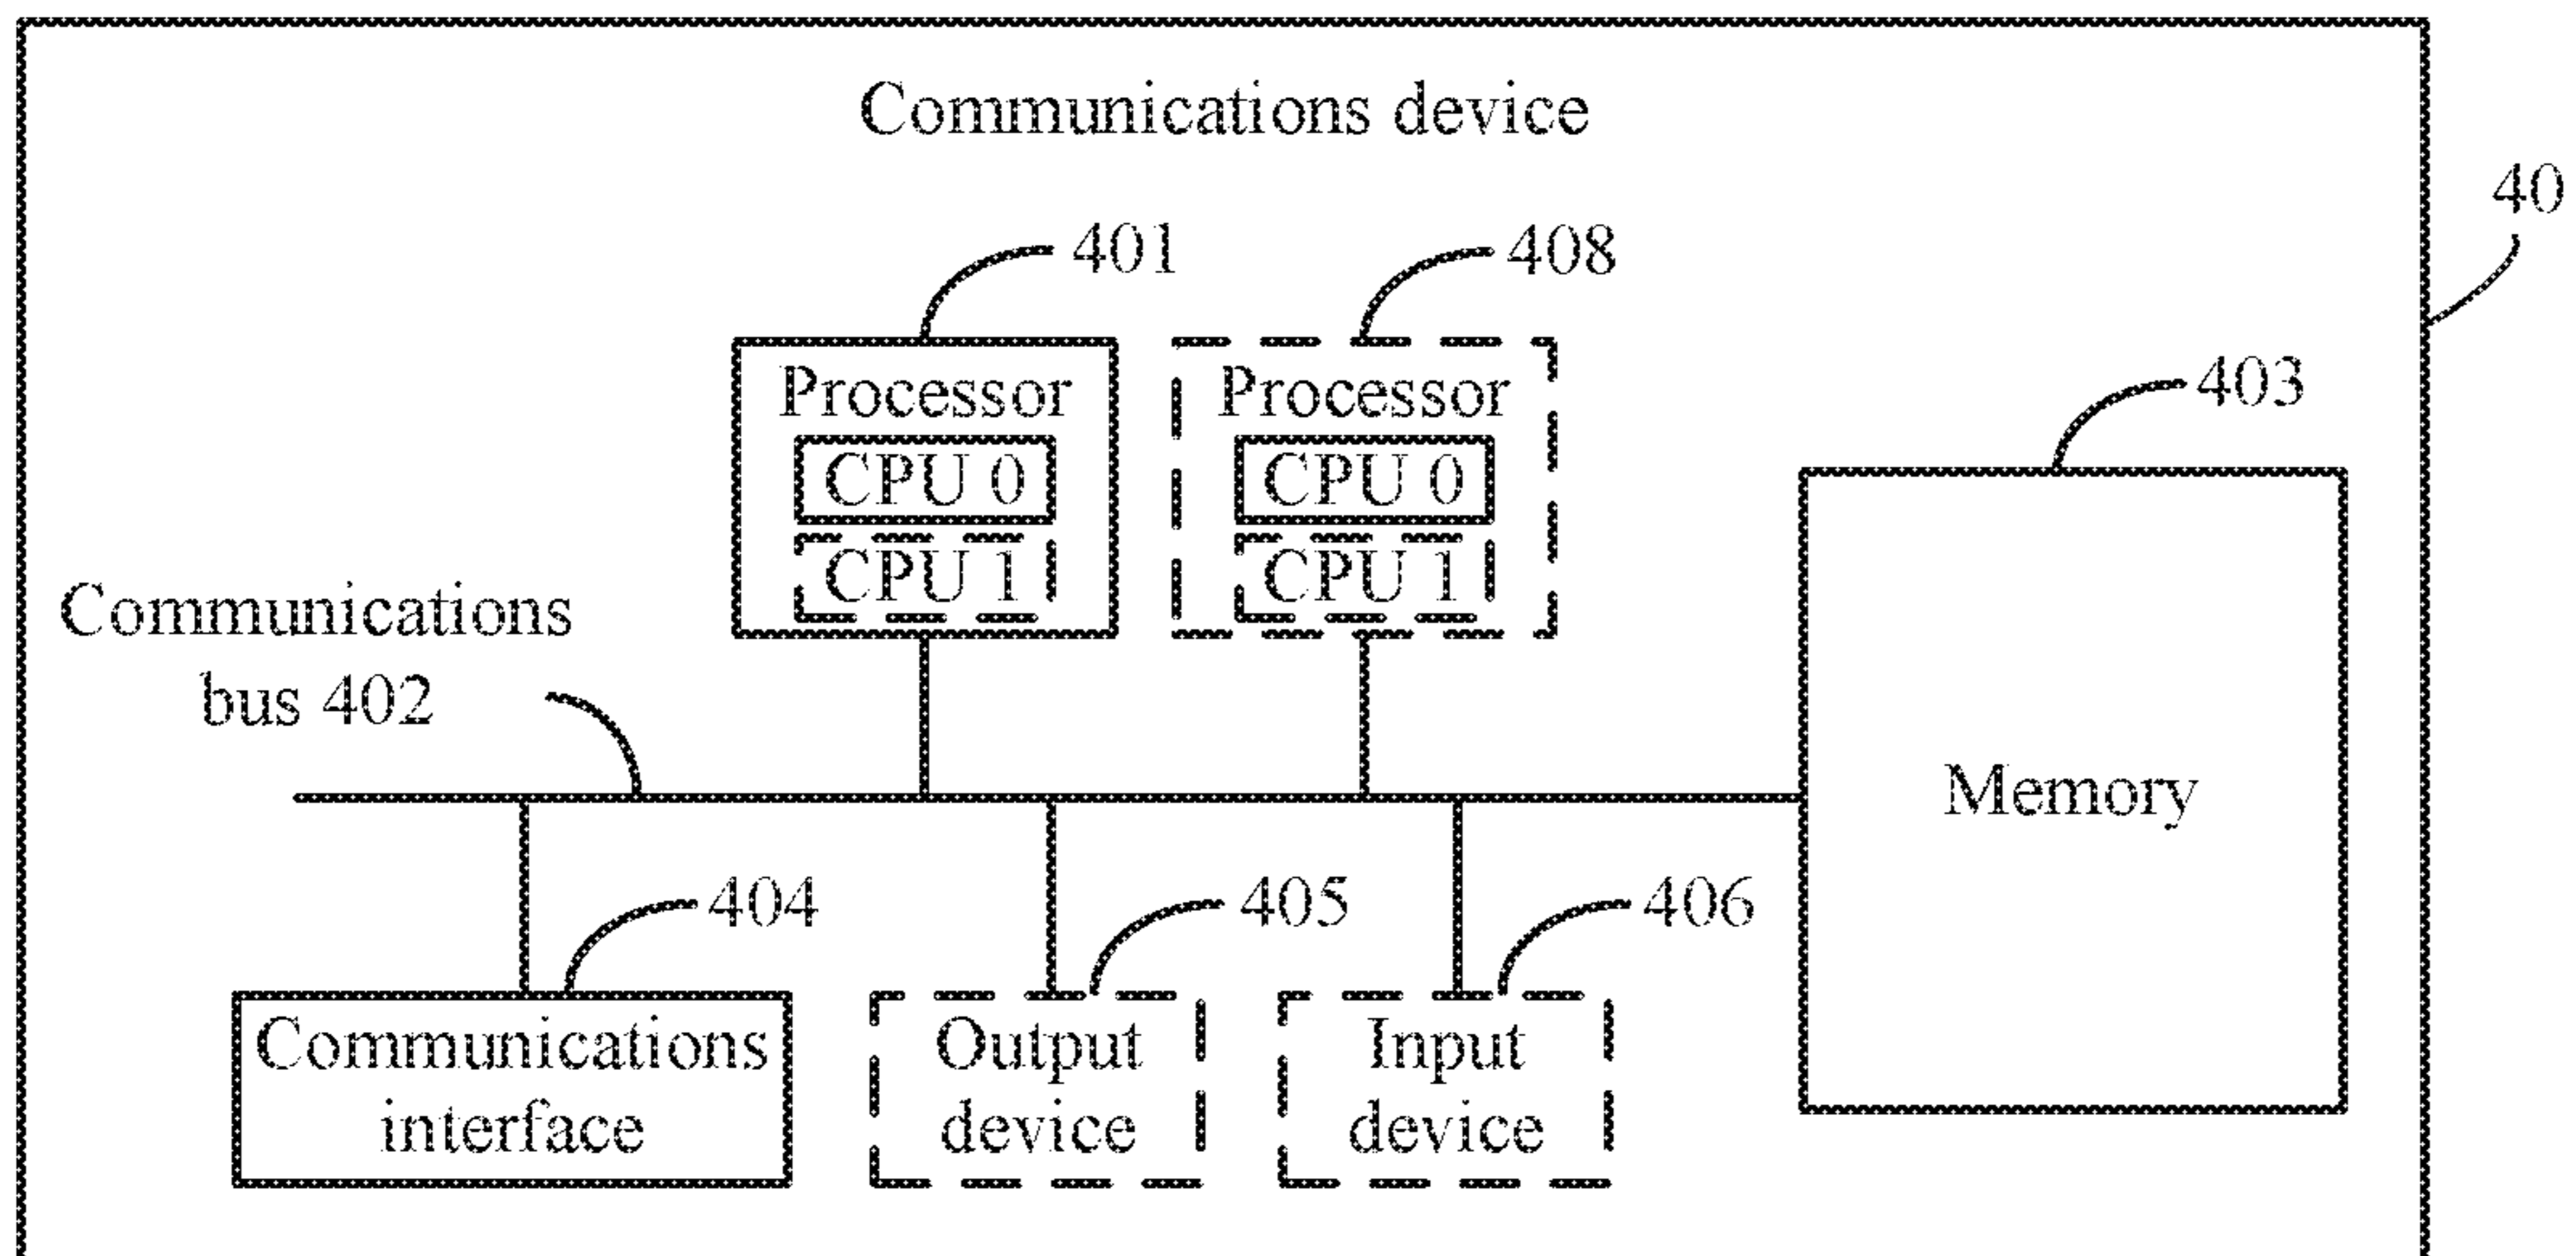 Communications device
40
401
408
403
Processor
CPU 0
CPU 1
Processor
CPU 0
CPU 1
Communications
bus 402
Memory
404
405
406
Communications
interface
Output
device
Input
device